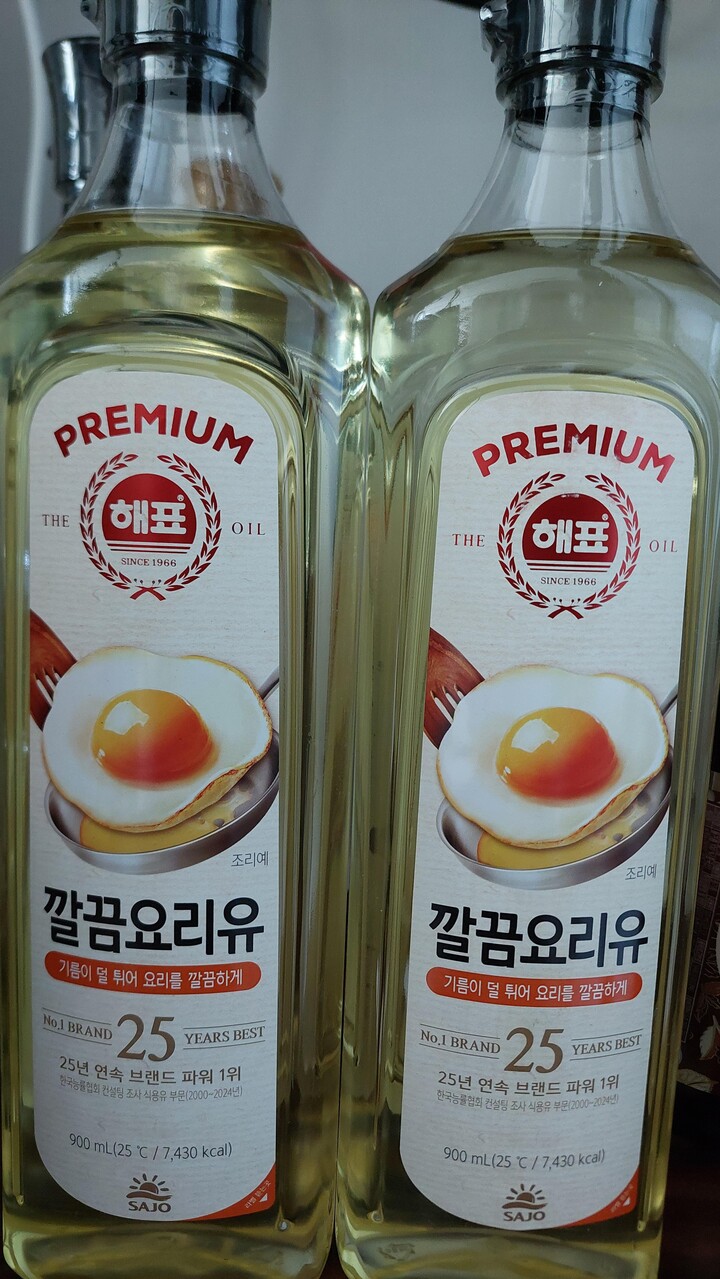 PREMIUM
THE 해표 OIL
SINCE 1966
조리예
깔끔요리유
기름이 덜 튀어 요리를 깔끔하게
No.1 BRAND 25 YEARS BEST
25년 연속 브랜드 파워 1위
한국능률협회 컨설팅 조사 식용유 부문(2000~2024년)
900 mL(25 ℃ / 7,430 kcal)
SAJO
라벨 뜯는곳
PREMIUM
THE 해표 OIL
SINCE 1966
조리예
깔끔요리유
기름이 덜 튀어 요리를 깔끔하게
No.1 BRAND 25 YEARS BEST
25년 연속 브랜드 파워 1위
한국능률협회 컨설팅 조사 식용유 부문(2000~2024년)
900 mL(25 ℃ / 7,430 kcal)
SAJO